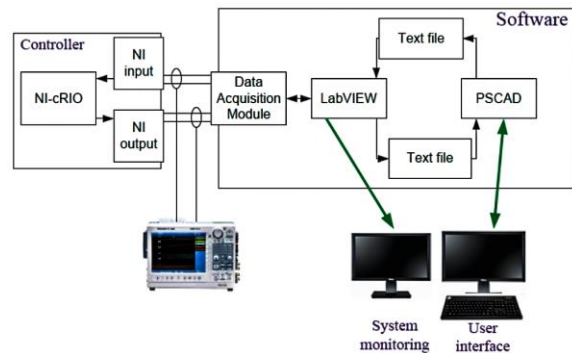 Software
Controller
NI
input
NI-cRIO
NI
output
Data
Acquisition
Module
LabVIEW
Text file
PSCAD
Text file
System
monitoring
User
interface